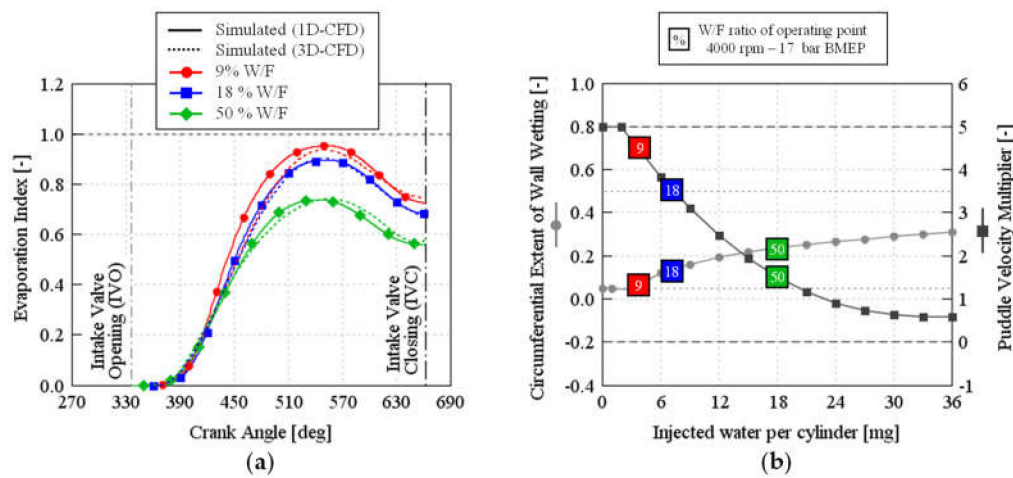 Simulated (1D-CFD)
Simulated (3D-CFD)
9% W/F
18 % W/F
50 % W/F
1.2
1.0
0.8
0.6
0.4
0.2
0.0
Evaporation Index [-]
Intake Valve
Opening (IVO)
Intake Valve
Closing (IVC)
270
330
390
450
510
570
630
690
Crank Angle [deg]
(a)
%
W/F ratio of operating point
4000 rpm – 17 bar BMEP
1.0
0.8
0.6
0.4
0.2
0.0
-0.2
-0.4
Circumferential Extent of Wall Wetting [-]
9
18
50
9
18
50
6
5
4
3
2
1
0
-1
Puddle Velocity Multiplier [-]
0
6
12
18
24
30
36
Injected water per cylinder [mg]
(b)